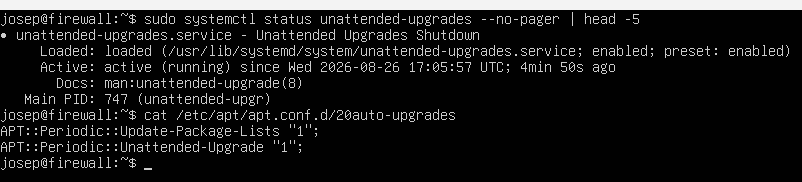 josep@firewall:~$ sudo systemctl status unattended-upgrades --no-pager | head -5
● unattended-upgrades.service - Unattended Upgrades Shutdown
     Loaded: loaded (/usr/lib/systemd/system/unattended-upgrades.service; enabled; preset: enabled)
     Active: active (running) since Wed 2026-08-26 17:05:57 UTC; 4min 50s ago
       Docs: man:unattended-upgrade(8)
   Main PID: 747 (unattended-upgr)
josep@firewall:~$ cat /etc/apt/apt.conf.d/20auto-upgrades
APT::Periodic::Update-Package-Lists "1";
APT::Periodic::Unattended-Upgrade "1";
josep@firewall:~$ _